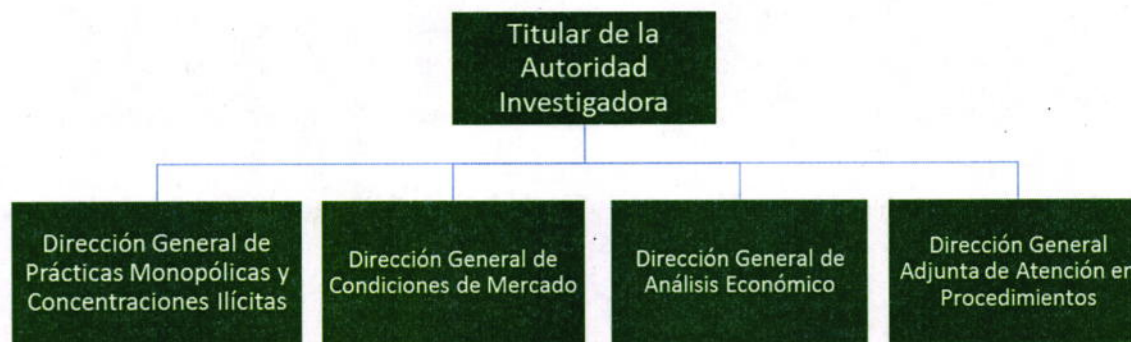 Titular de la
Autoridad
Investigadora
Dirección General de
Prácticas Monopólicas y
Concentraciones Ilícitas
Dirección General de
Condiciones de Mercado
Dirección General de
Análisis Económico
Dirección General
Adjunta de Atención en
Procedimientos